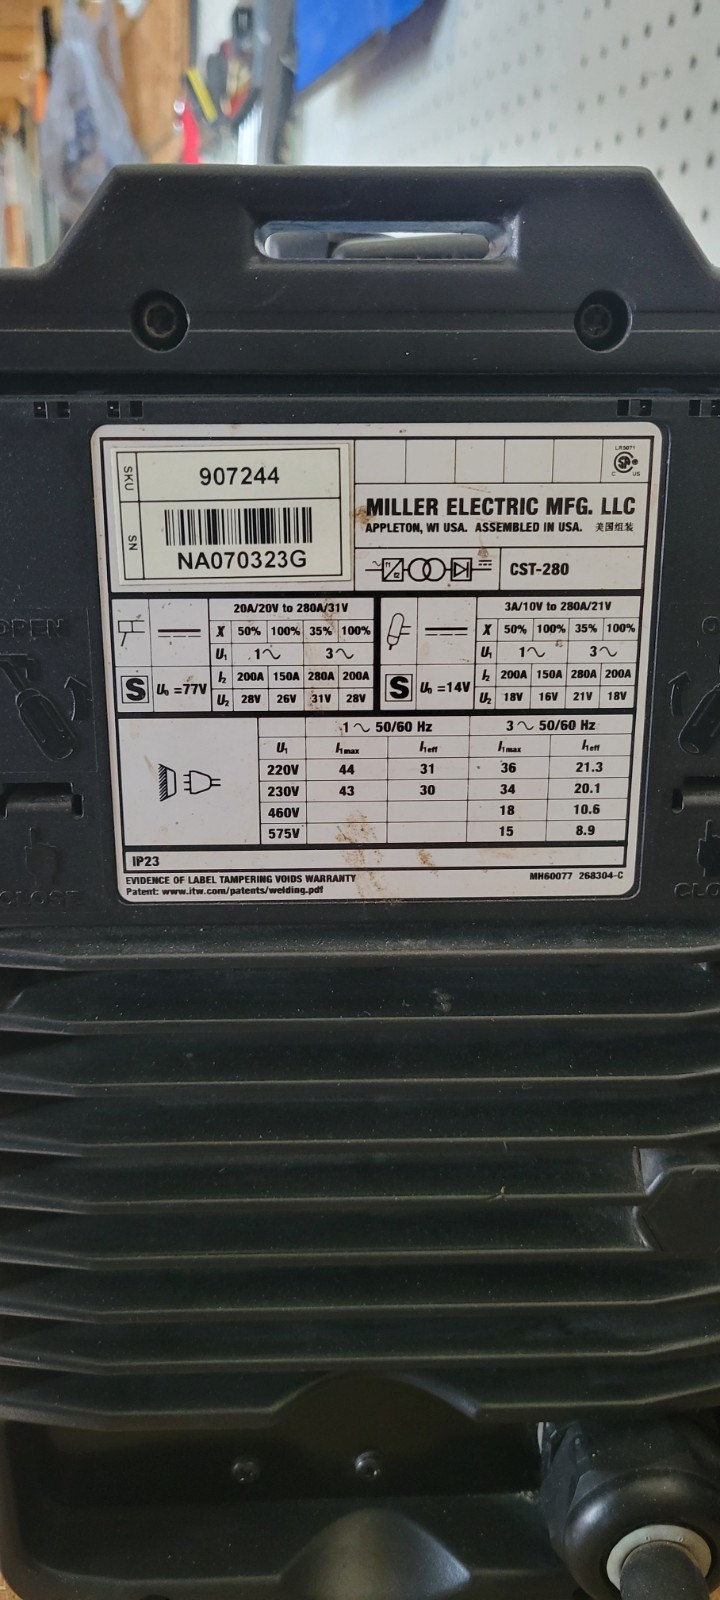 SKU
907244
SN
NA070323G
LR5071
SP®
C US
MILLER ELECTRIC MFG. LLC
APPLETON, WI USA. ASSEMBLED IN USA. 美国组装
f1
f2
CST-280
20A/20V to 280A/31V
X 50% 100% 35% 100%
U₁ 1∿ 3∿
S U₀ =77V
I₂ 200A 150A 280A 200A
U₂ 28V 26V 31V 28V
3A/10V to 280A/21V
X 50% 100% 35% 100%
U₁ 1∿ 3∿
S U₀ =14V
I₂ 200A 150A 280A 200A
U₂ 18V 16V 21V 18V
1 ∿ 50/60 Hz 3 ∿ 50/60 Hz
U₁ I₁max I₁eff I₁max I₁eff
220V 44 31 36 21.3
230V 43 30 34 20.1
460V 18 10.6
575V 15 8.9
IP23
EVIDENCE OF LABEL TAMPERING VOIDS WARRANTY
MH60077 268304-C
Patent: www.itw.com/patents/welding.pdf
OPEN
CLOSE